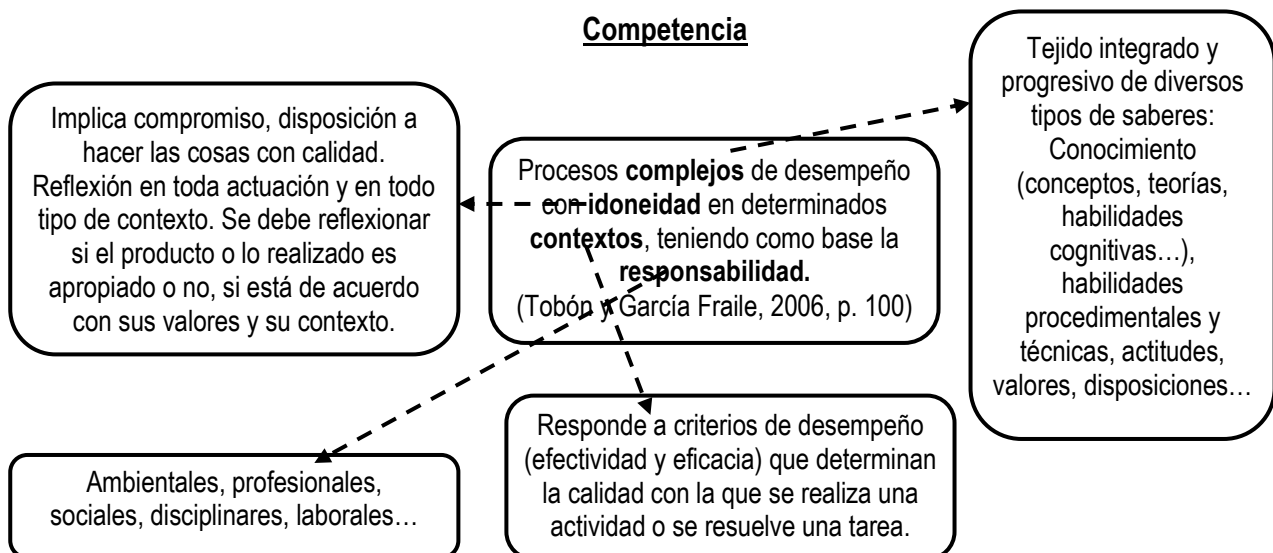 Competencia
Implica compromiso, disposición a
hacer las cosas con calidad.
Reflexión en toda actuación y en todo
tipo de contexto. Se debe reflexionar
si el producto o lo realizado es
apropiado o no, si está de acuerdo
con sus valores y su contexto.
Procesos complejos de desempeño
con idoneidad en determinados
contextos, teniendo como base la
responsabilidad.
(Tobón y García Fraile, 2006, p. 100)
Tejido integrado y
progresivo de diversos
tipos de saberes:
Conocimiento
(conceptos, teorías,
habilidades
cognitivas…),
habilidades
procedimentales y
técnicas, actitudes,
valores, disposiciones…
Ambientales, profesionales,
sociales, disciplinares, laborales…
Responde a criterios de desempeño
(efectividad y eficacia) que determinan
la calidad con la que se realiza una
actividad o se resuelve una tarea.